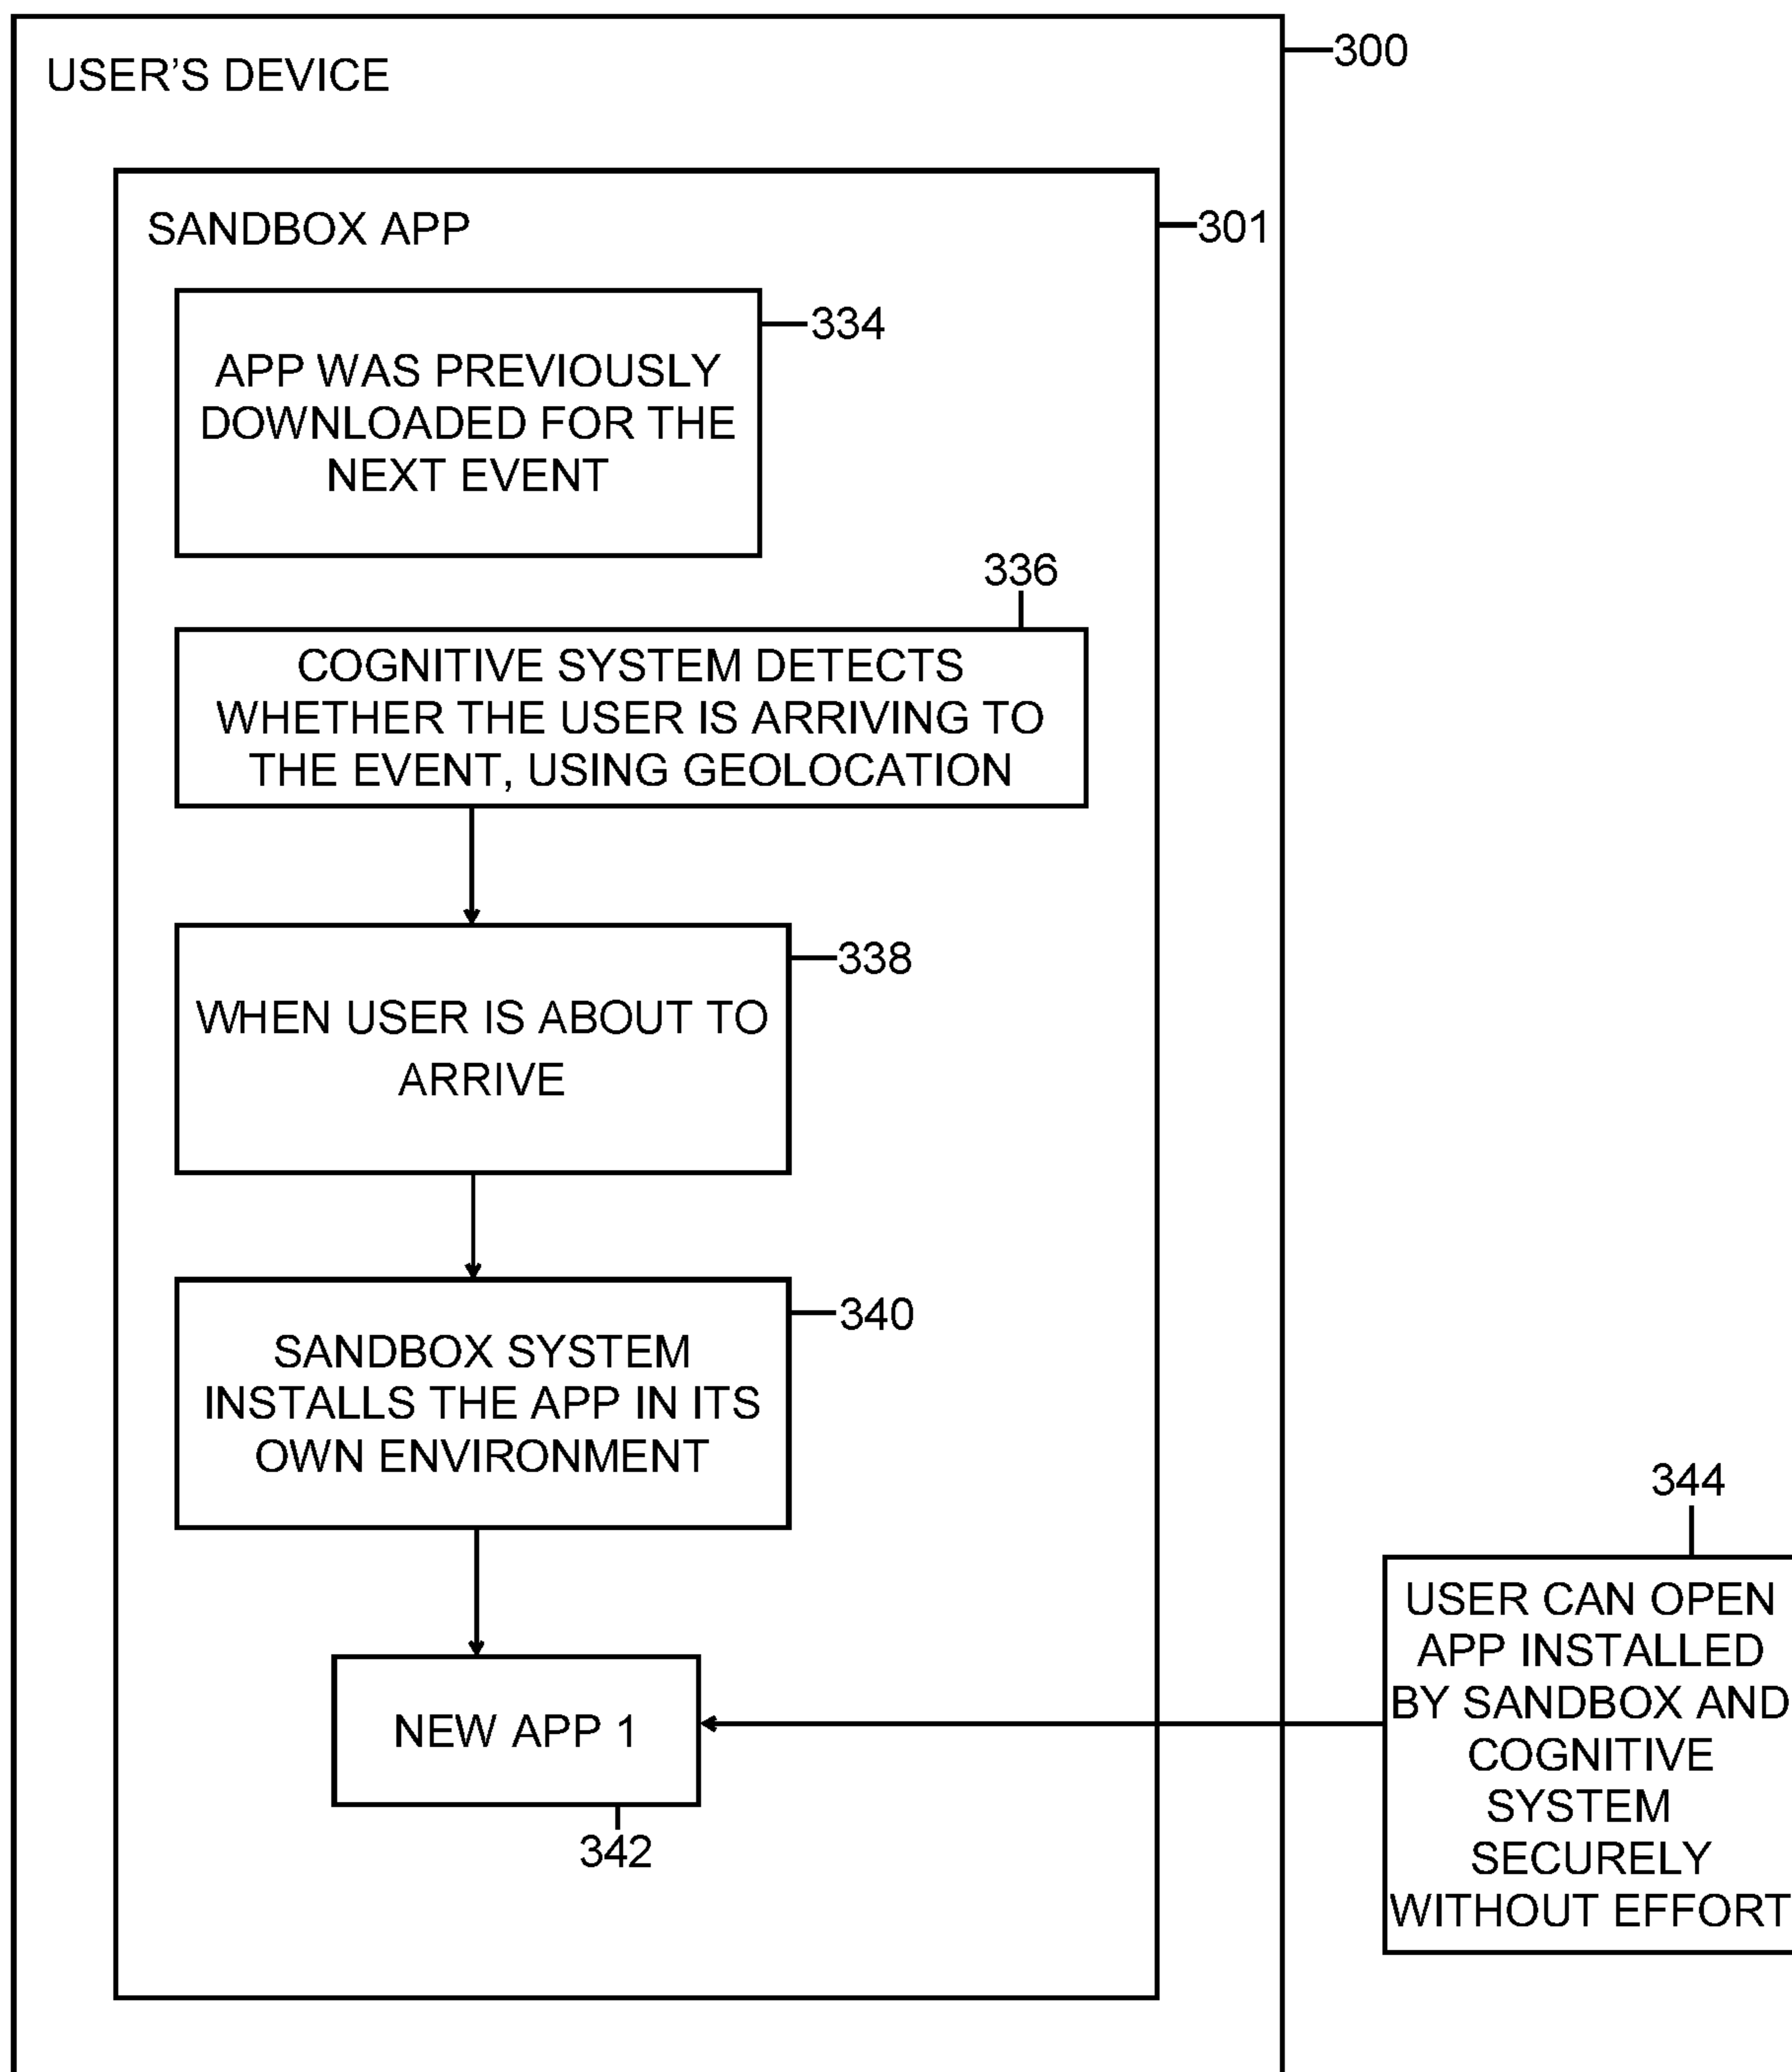 USER'S DEVICE
300
SANDBOX APP
301
334
APP WAS PREVIOUSLY
DOWNLOADED FOR THE
NEXT EVENT
336
COGNITIVE SYSTEM DETECTS
WHETHER THE USER IS ARRIVING TO
THE EVENT, USING GEOLOCATION
338
WHEN USER IS ABOUT TO
ARRIVE
340
SANDBOX SYSTEM
INSTALLS THE APP IN ITS
OWN ENVIRONMENT
NEW APP 1
342
344
USER CAN OPEN
APP INSTALLED
BY SANDBOX AND
COGNITIVE
SYSTEM
SECURELY
WITHOUT EFFORT